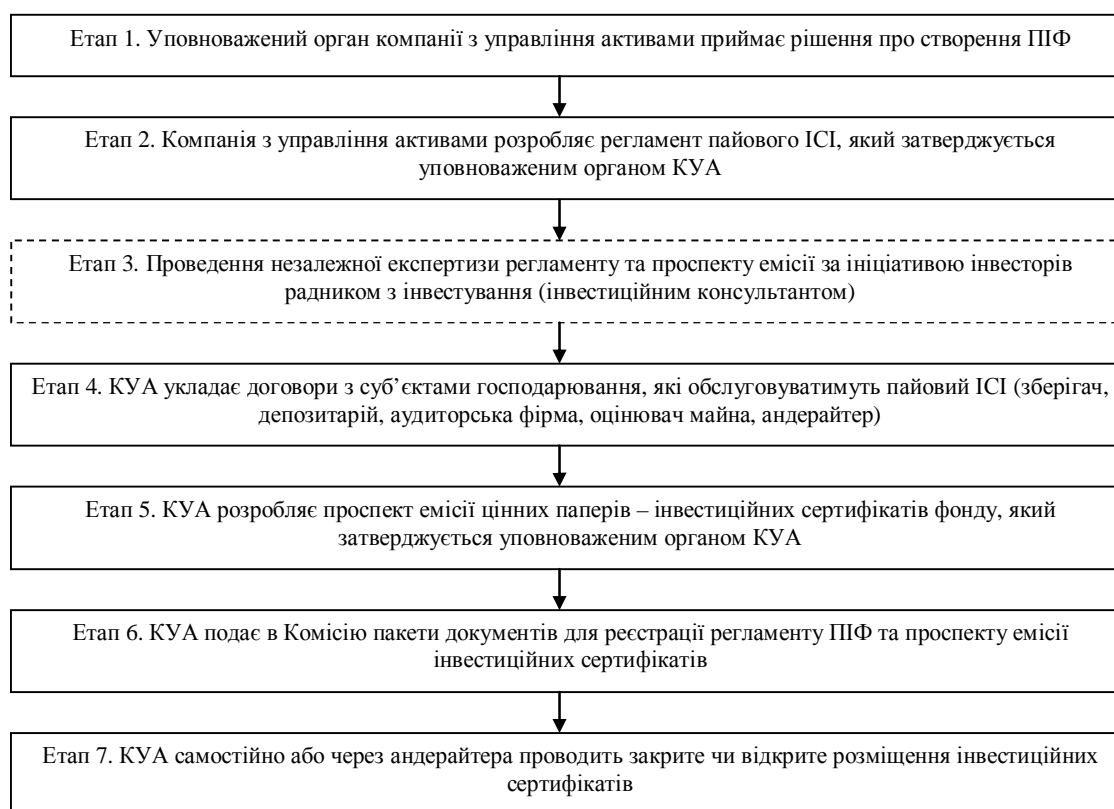 Етап 1. Уповноважений орган компанії з управління активами приймає рішення про створення ПІФ
Етап 2. Компанія з управління активами розробляє регламент пайового ІСІ, який затверджується
уповноваженим органом КУА
Етап 3. Проведення незалежної експертизи регламенту та проспекту емісії за ініціативою інвесторів
радником з інвестування (інвестиційним консультантом)
Етап 4. КУА укладає договори з суб’єктами господарювання, які обслуговуватимуть пайовий ІСІ (зберігач,
депозитарій, аудиторська фірма, оцінювач майна, андерайтер)
Етап 5. КУА розробляє проспект емісії цінних паперів – інвестиційних сертифікатів фонду, який
затверджується уповноваженим органом КУА
Етап 6. КУА подає в Комісію пакети документів для реєстрації регламенту ПІФ та проспекту емісії
інвестиційних сертифікатів
Етап 7. КУА самостійно або через андерайтера проводить закрите чи відкрите розміщення інвестиційних
сертифікатів